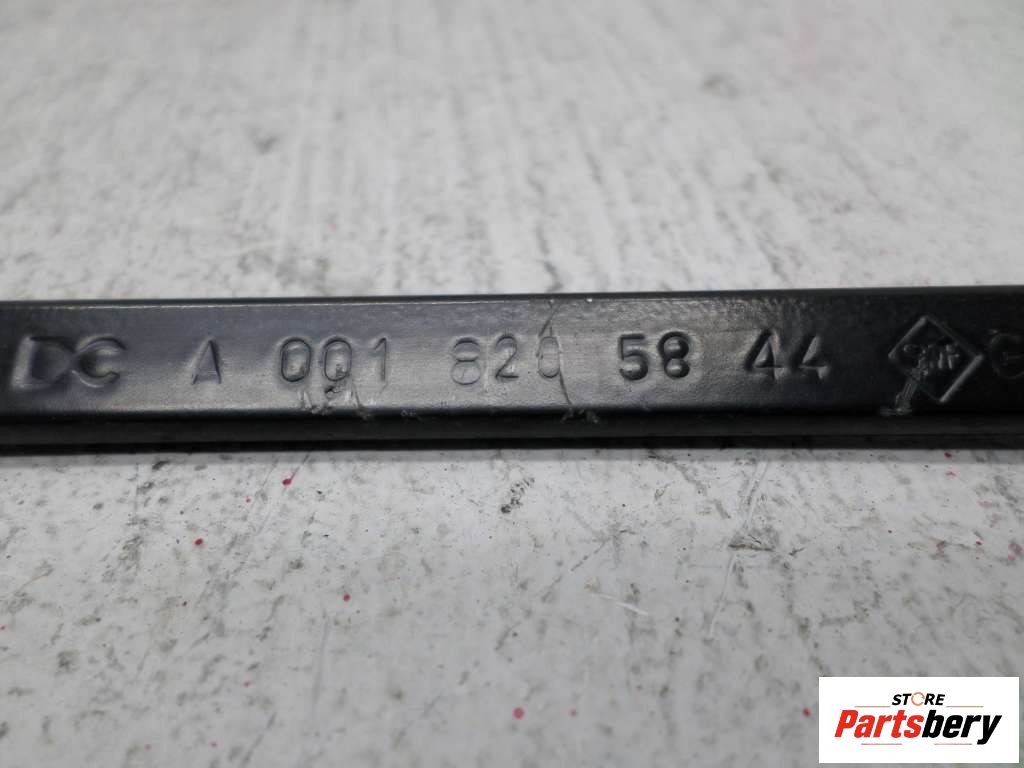 DC A 001 820 58 44 G
STORE
Partsbery